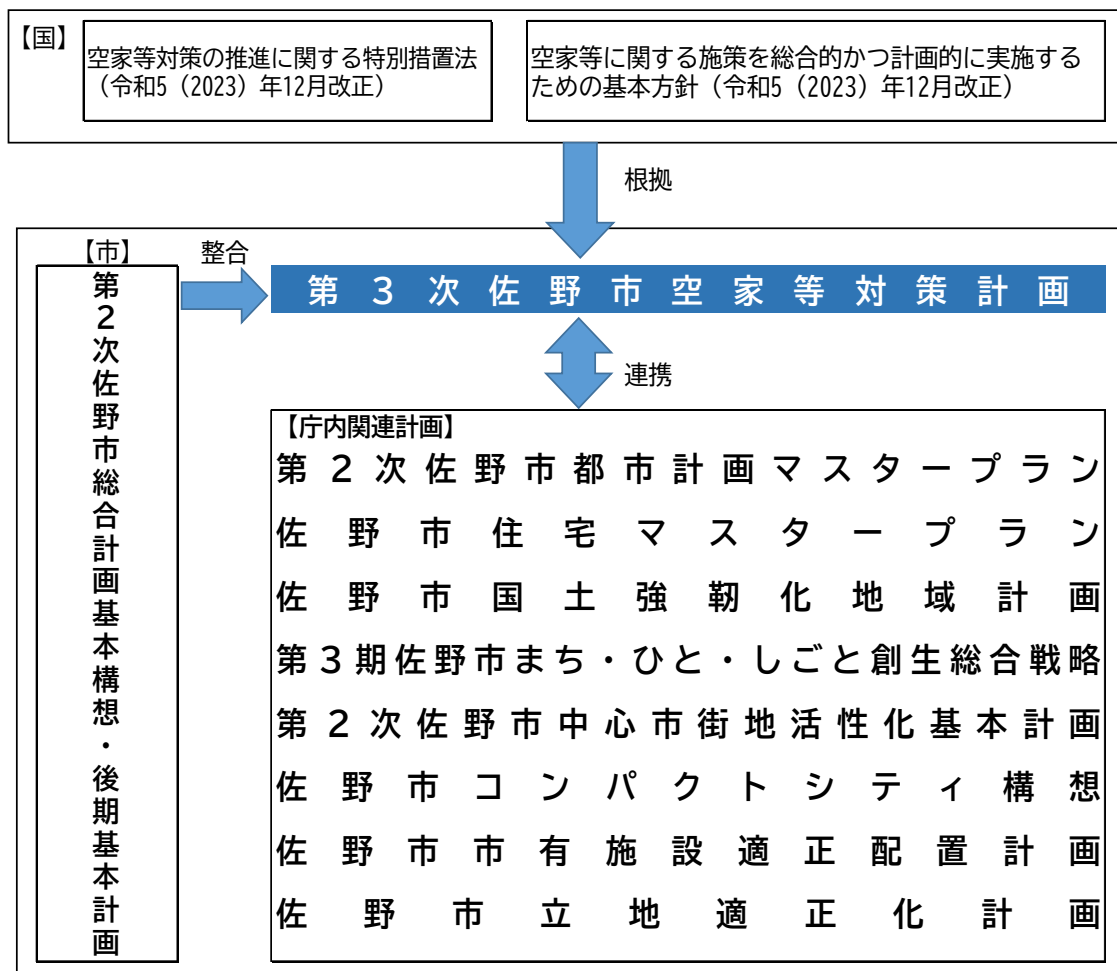 【国】
空家等対策の推進に関する特別措置法
(令和5(2023)年12月改正)
空家等に関する施策を総合的かつ計画的に実施する
ための基本方針(令和5(2023)年12月改正)
根拠
【市】
整合
第2次佐野市総合計画基本構想・後期基本計画
第3次佐野市空家等対策計画
連携
【庁内関連計画】
第2次佐野市都市計画マスタープラン
佐野市住宅マスタープラン
佐野市国土強靭化地域計画
第3期佐野市まち・ひと・しごと創生総合戦略
第2次佐野市中心市街地活性化基本計画
佐野市コンパクトシティ構想
佐野市市有施設適正配置計画
佐野市立地適正化計画